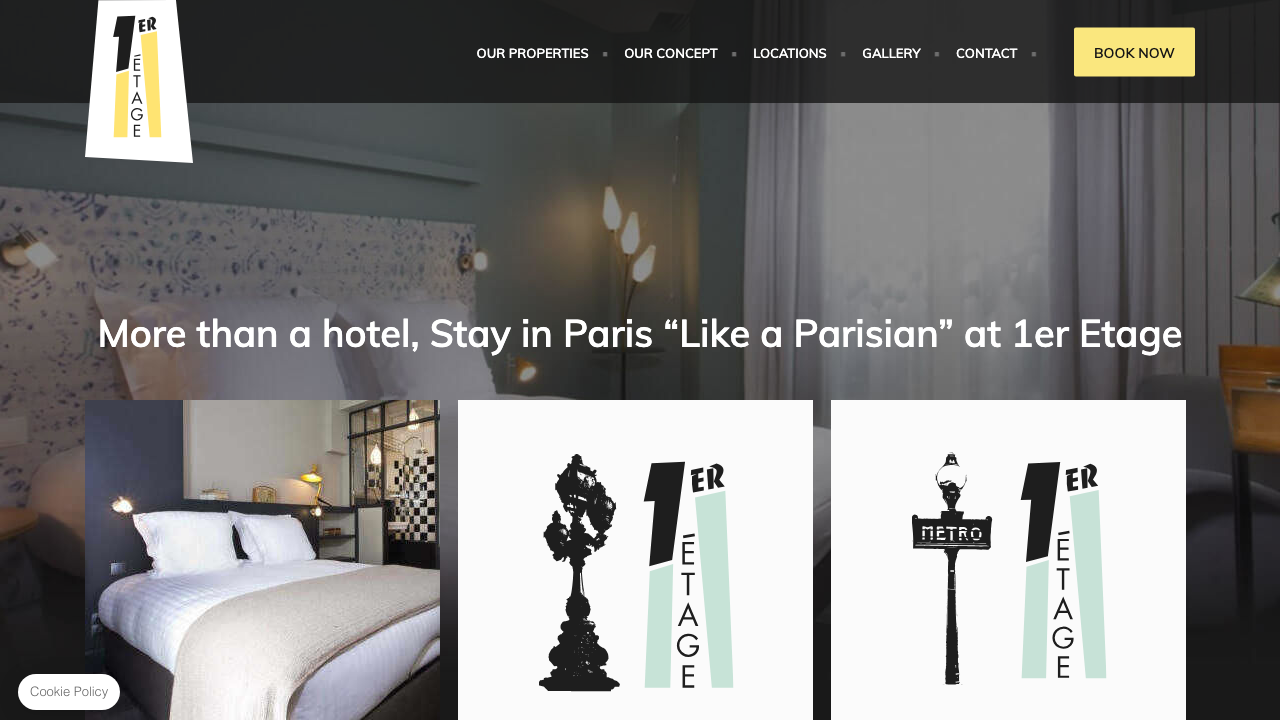 1ER
ÉTAGE
OUR PROPERTIES
OUR CONCEPT
LOCATIONS
GALLERY
CONTACT
BOOK NOW
More than a hotel, Stay in Paris “Like a Parisian” at 1er Etage
1ER
ÉTAGE
METRO
1ER
ÉTAGE
Cookie Policy